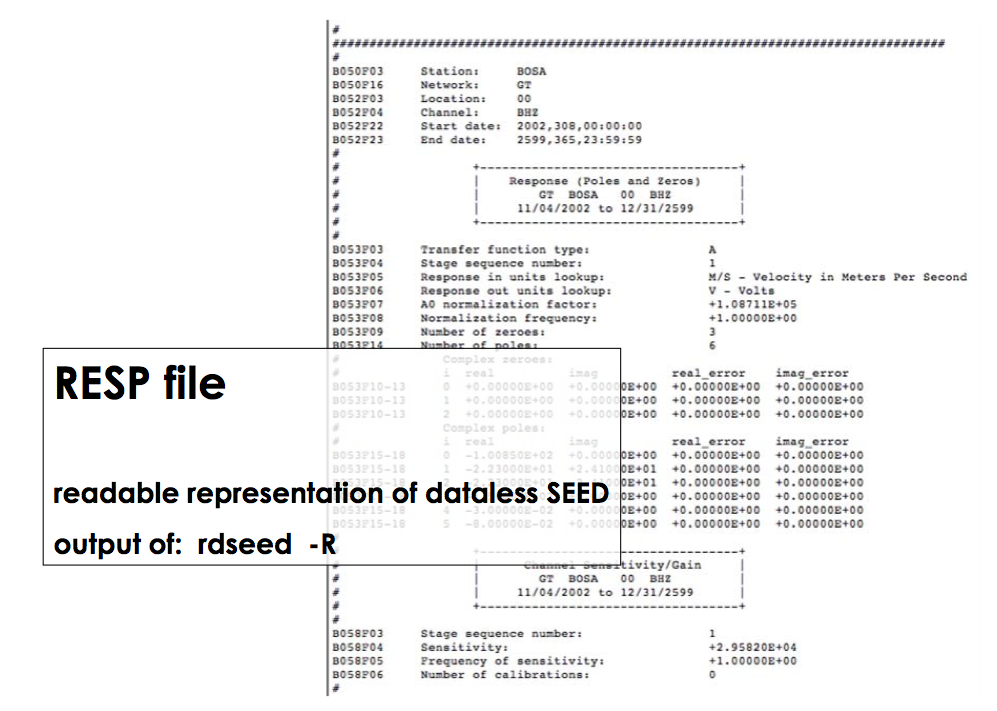 #
################################################################################
#
B050F03 Station: BOSA
B050F16 Network: GT
B052F03 Location: 00
B052F04 Channel: BHZ
B052F22 Start date: 2002,308,00:00:00
B052F23 End date: 2599,365,23:59:59
#
# +-----------------------------------+
# | Response (Poles and Zeros) |
# | GT BOSA 00 BHZ |
# | 11/04/2002 to 12/31/2599 |
# +-----------------------------------+
#
B053F03 Transfer function type: A
B053F04 Stage sequence number: 1
B053F05 Response in units lookup: M/S - Velocity in Meters Per Second
B053F06 Response out units lookup: V - Volts
B053F07 A0 normalization factor: +1.08711E+05
B053F08 Normalization frequency: +1.00000E+00
B053F09 Number of zeroes: 3
B053F14 Number of poles: 6
# Complex zeroes:
# i real imag real_error imag_error
B053F10-13 0 +0.00000E+00 +0.00000E+00 +0.00000E+00 +0.00000E+00
B053F10-13 1 +0.00000E+00 +0.00000E+00 +0.00000E+00 +0.00000E+00
B053F10-13 2 +0.00000E+00 +0.00000E+00 +0.00000E+00 +0.00000E+00
# Complex poles:
# i real imag real_error imag_error
B053F15-18 0 -1.00850E+02 +0.00000E+00 +0.00000E+00 +0.00000E+00
B053F15-18 1 -2.23000E+01 +2.41000E+01 +0.00000E+00 +0.00000E+00
+0.00000E+00 +0.00000E+00
+0.00000E+00 +0.00000E+00
B053F15-18 4 -3.00000E-02 +0.00000E+00 +0.00000E+00 +0.00000E+00
B053F15-18 5 -8.00000E-02 +0.00000E+00 +0.00000E+00 +0.00000E+00
RESP file
readable representation of dataless SEED
output of: rdseed -R
# +-----------------------------------+
# | Channel Sensitivity/Gain |
# | GT BOSA 00 BHZ |
# | 11/04/2002 to 12/31/2599 |
# +-----------------------------------+
#
B058F03 Stage sequence number: 1
B058F04 Sensitivity: +2.95820E+04
B058F05 Frequency of sensitivity: +1.00000E+00
B058F06 Number of calibrations: 0
#